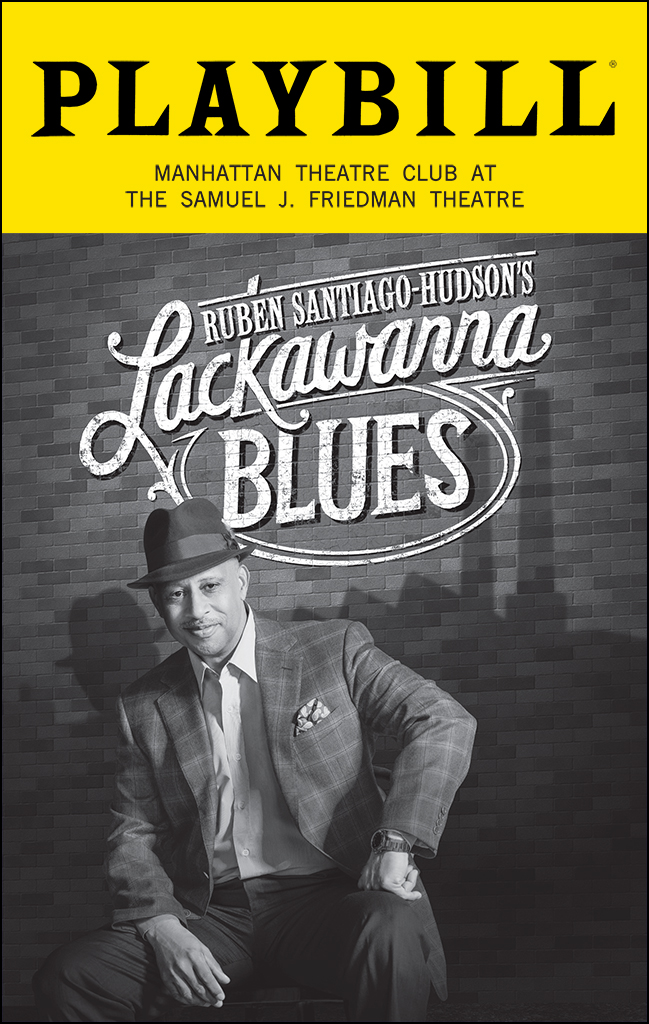 PLAYBILL®
MANHATTAN THEATRE CLUB AT
THE SAMUEL J. FRIEDMAN THEATRE
RUBEN SANTIAGO-HUDSON'S
Lackawanna
BLUES